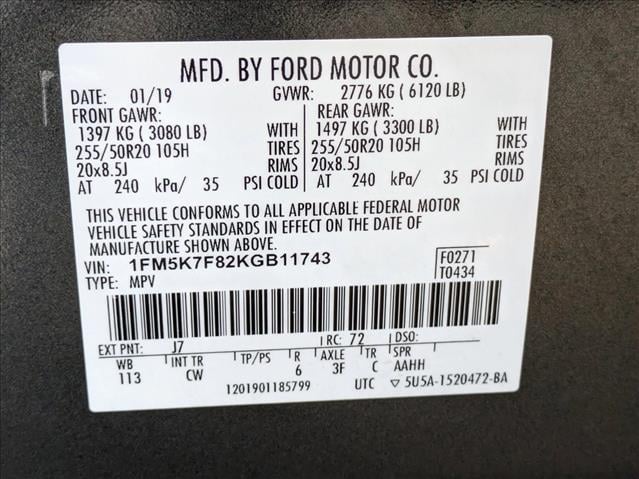 MFD. BY FORD MOTOR CO.
DATE: 01/19 GVWR: 2776 KG ( 6120 LB)
FRONT GAWR: REAR GAWR:
1397 KG ( 3080 LB) WITH 1497 KG ( 3300 LB) WITH
255/50R20 105H TIRES 255/50R20 105H TIRES
20x8.5J RIMS 20x8.5J RIMS
AT 240 kPa/ 35 PSI COLD AT 240 kPa/ 35 PSI COLD
THIS VEHICLE CONFORMS TO ALL APPLICABLE FEDERAL MOTOR
VEHICLE SAFETY STANDARDS IN EFFECT ON THE DATE OF
MANUFACTURE SHOWN ABOVE.
VIN: 1FM5K7F82KGB11743 F0271
TYPE: MPV T0434
EXT PNT: J7 RC: 72 DSO:
WB INT TR TP/PS R AXLE TR SPR
113 CW 6 3F C AAHH
1201901185799 UTC ▽ 5U5A-1520472-BA